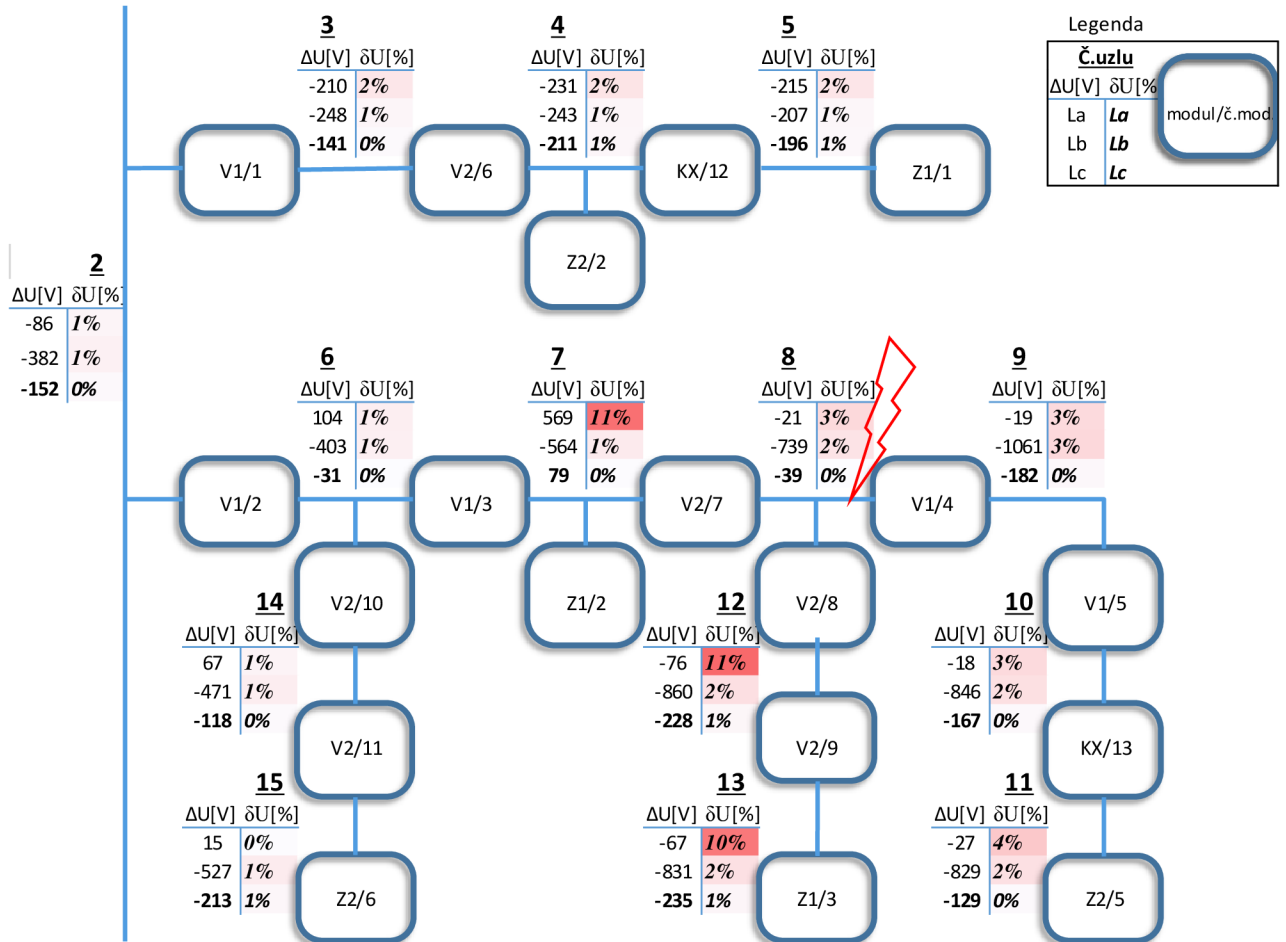 3 4 5 Legenda
ΔU[V] δU[%] ΔU[V] δU[%] ΔU[V] δU[%] Č.uzlu
-210 2% -231 2% -215 2% ΔU[V] δU[%
-248 1% -243 1% -207 1% La La modul/č.mod.
-141 0% -211 1% -196 1% Lb Lb
V1/1 V2/6 KX/12 Z1/1 Lc Lc
Z2/2
2
ΔU[V] δU[%]
-86 1%
-382 1%
-152 0%
6 7 8 9
ΔU[V] δU[%] ΔU[V] δU[%] ΔU[V] δU[%] ΔU[V] δU[%]
104 1% 569 11% -21 3% -19 3%
-403 1% -564 1% -739 2% -1061 3%
-31 0% 79 0% -39 0% -182 0%
V1/2 V1/3 V2/7 V1/4
14 V2/10 Z1/2 12 V2/8 10 V1/5
ΔU[V] δU[%] ΔU[V] δU[%] ΔU[V] δU[%]
67 1% -76 11% -18 3%
-471 1% -860 2% -846 2%
-118 0% -228 1% -167 0%
V2/11 V2/9 KX/13
15 13 11
ΔU[V] δU[%] ΔU[V] δU[%] ΔU[V] δU[%]
15 0% -67 10% -27 4%
-527 1% -831 2% -829 2%
-213 1% Z2/6 -235 1% Z1/3 -129 0% Z2/5